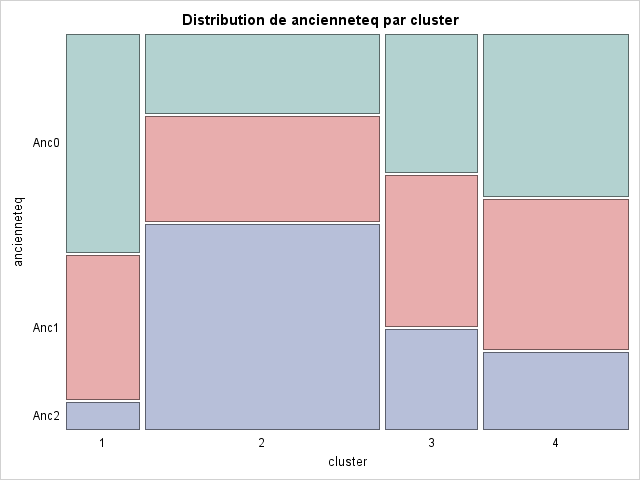 Distribution de ancienneteq par cluster
ancienneteq
Anc0
Anc1
Anc2
1 2 3 4
cluster